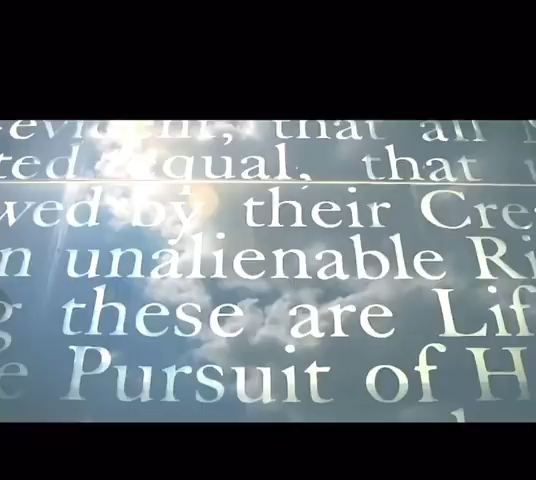 -evident, that all
ted equal, that
wed by their Cre
n unalienable Ri
g these are Lif
e Pursuit of H